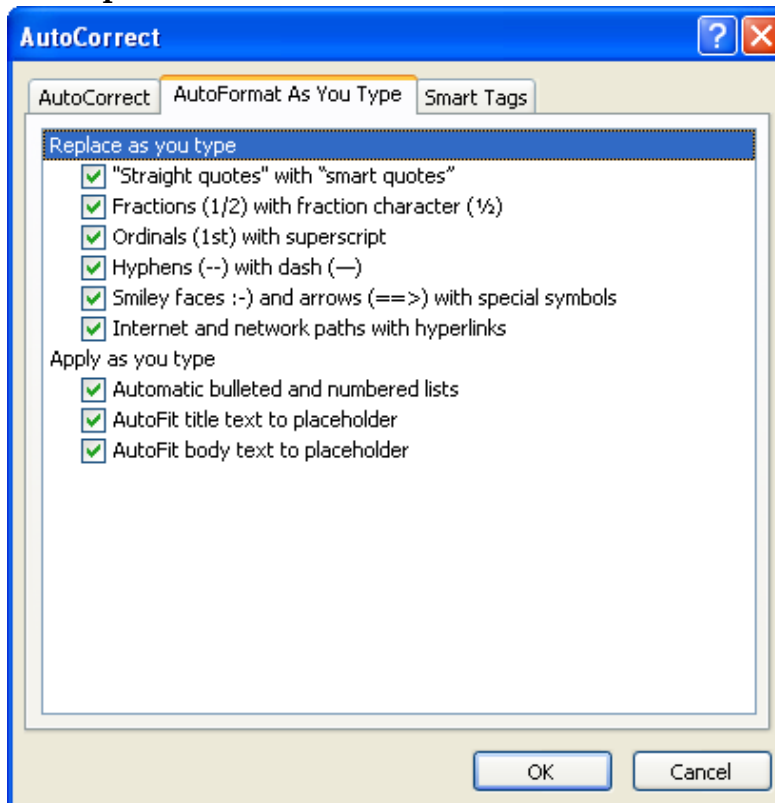 AutoCorrect
AutoCorrect AutoFormat As You Type Smart Tags
Replace as you type
"Straight quotes" with “smart quotes”
Fractions (1/2) with fraction character (½)
Ordinals (1st) with superscript
Hyphens (--) with dash (—)
Smiley faces :-) and arrows (==>) with special symbols
Internet and network paths with hyperlinks
Apply as you type
Automatic bulleted and numbered lists
AutoFit title text to placeholder
AutoFit body text to placeholder
OK Cancel